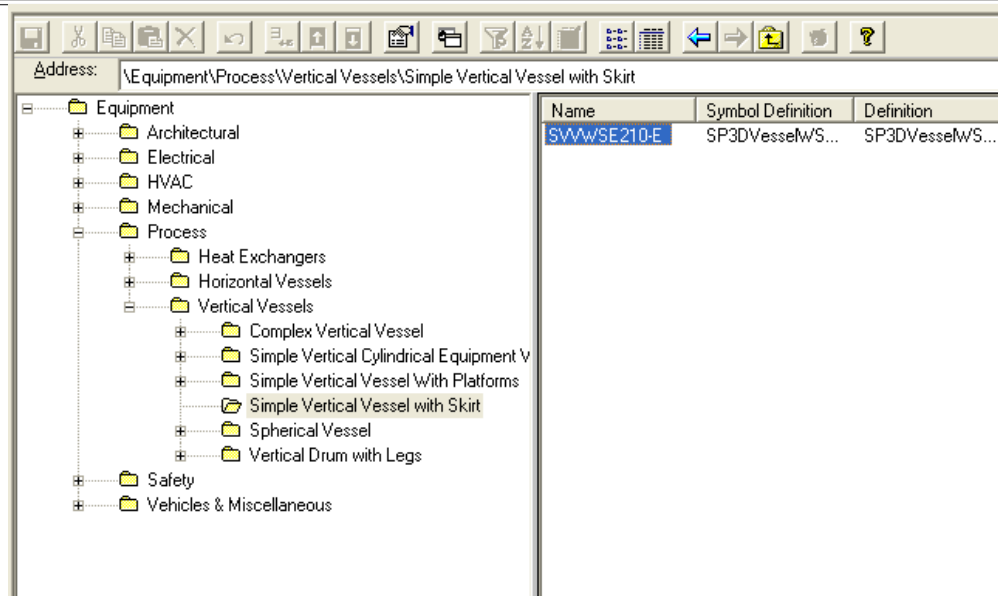 Address: \Equipment\Process\Vertical Vessels\Simple Vertical Vessel with Skirt
Equipment
Architectural
Electrical
HVAC
Mechanical
Process
Heat Exchangers
Horizontal Vessels
Vertical Vessels
Complex Vertical Vessel
Simple Vertical Cylindrical Equipment V
Simple Vertical Vessel With Platforms
Simple Vertical Vessel with Skirt
Spherical Vessel
Vertical Drum with Legs
Safety
Vehicles & Miscellaneous
Name Symbol Definition Definition
SVVWSE210-E SP3DVesselWS... SP3DVesselWS...